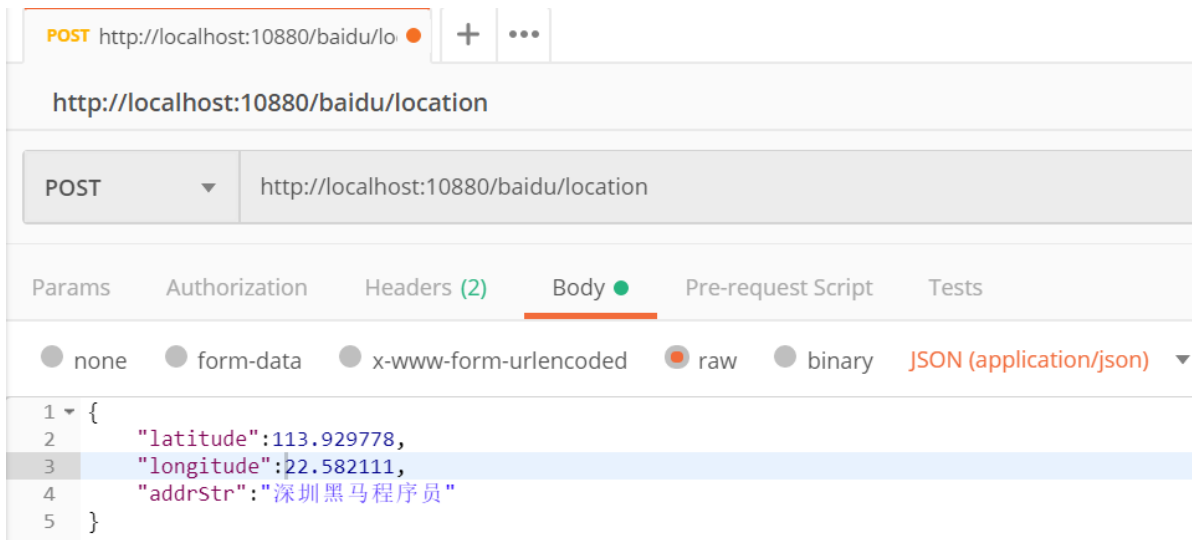 POST http://localhost:10880/baidu/lo
http://localhost:10880/baidu/location
POST http://localhost:10880/baidu/location
Params Authorization Headers (2) Body Pre-request Script Tests
none form-data x-www-form-urlencoded raw binary JSON (application/json)
1 {
2 "latitude":113.929778,
3 "longitude":22.582111,
4 "addrStr":"深圳黑马程序员"
5 }